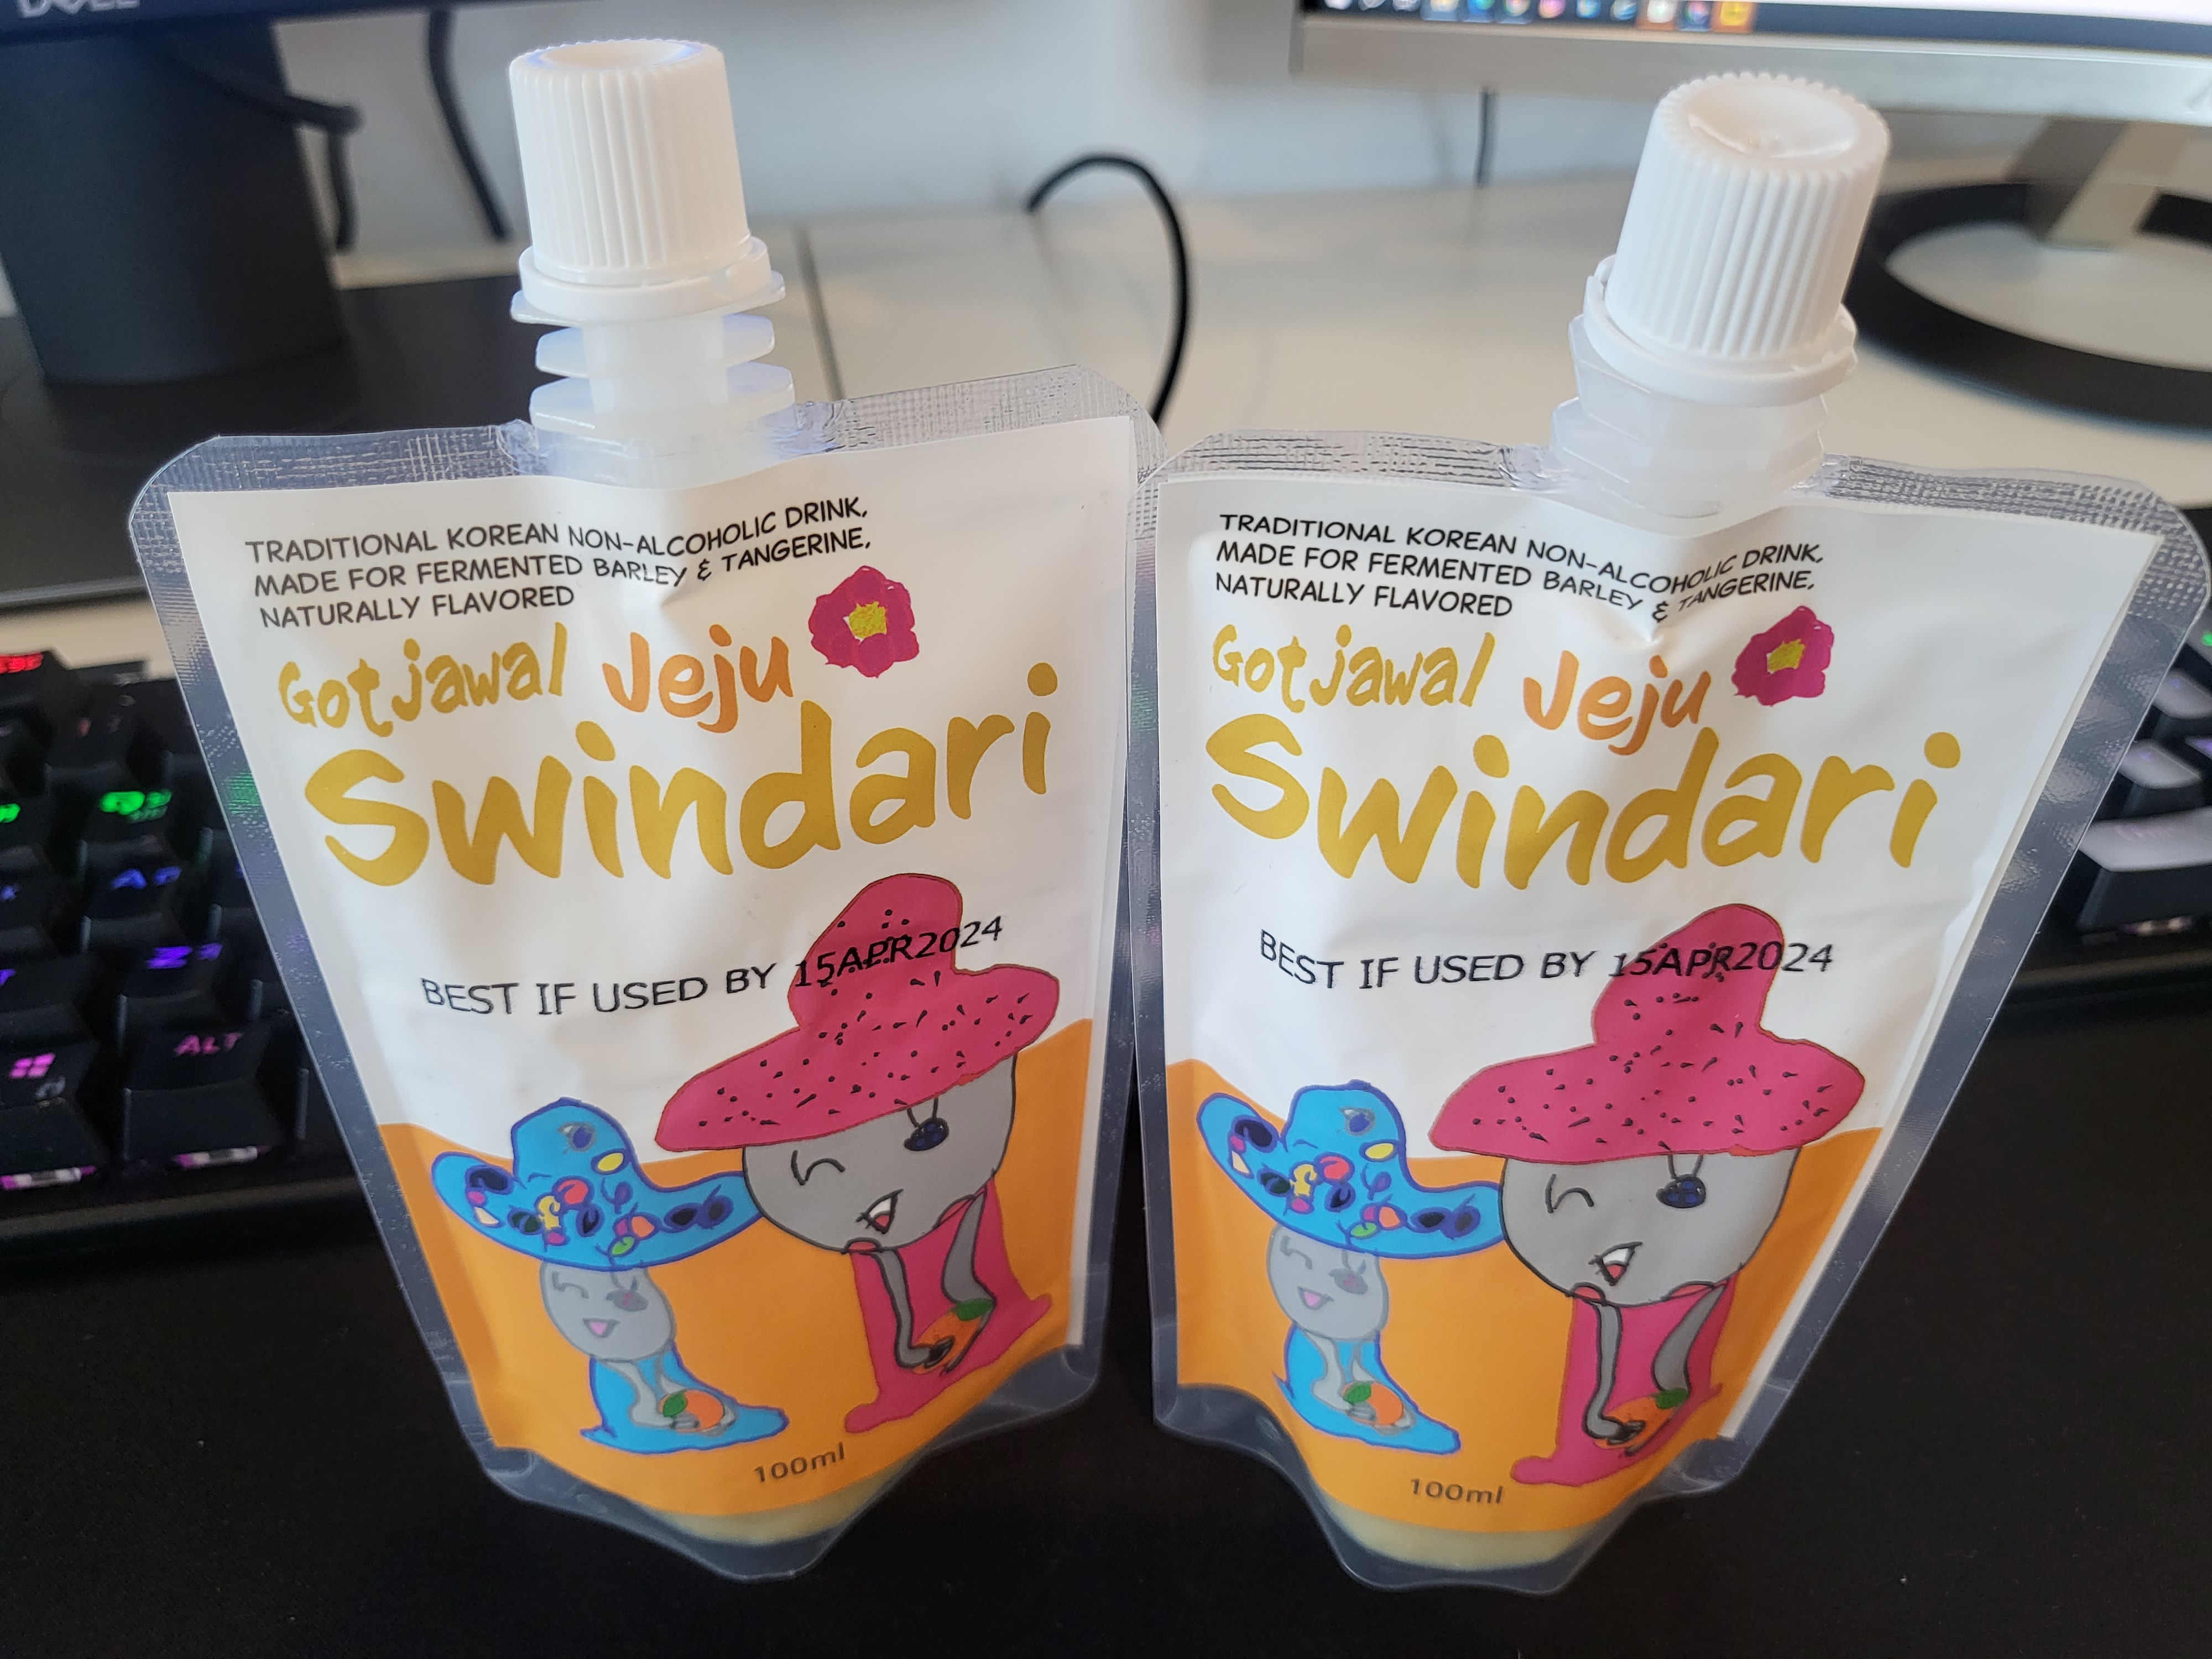 DELL
TRADITIONAL KOREAN NON-ALCOHOLIC DRINK,
MADE FOR FERMENTED BARLEY & TANGERINE,
NATURALLY FLAVORED
Gotjawal Jeju
Swindari
BEST IF USED BY 15APR2024
100ml
TRADITIONAL KOREAN NON-ALCOHOLIC DRINK,
MADE FOR FERMENTED BARLEY & TANGERINE,
NATURALLY FLAVORED
Gotjawal Jeju
Swindari
BEST IF USED BY 15APR2024
100ml
ALT